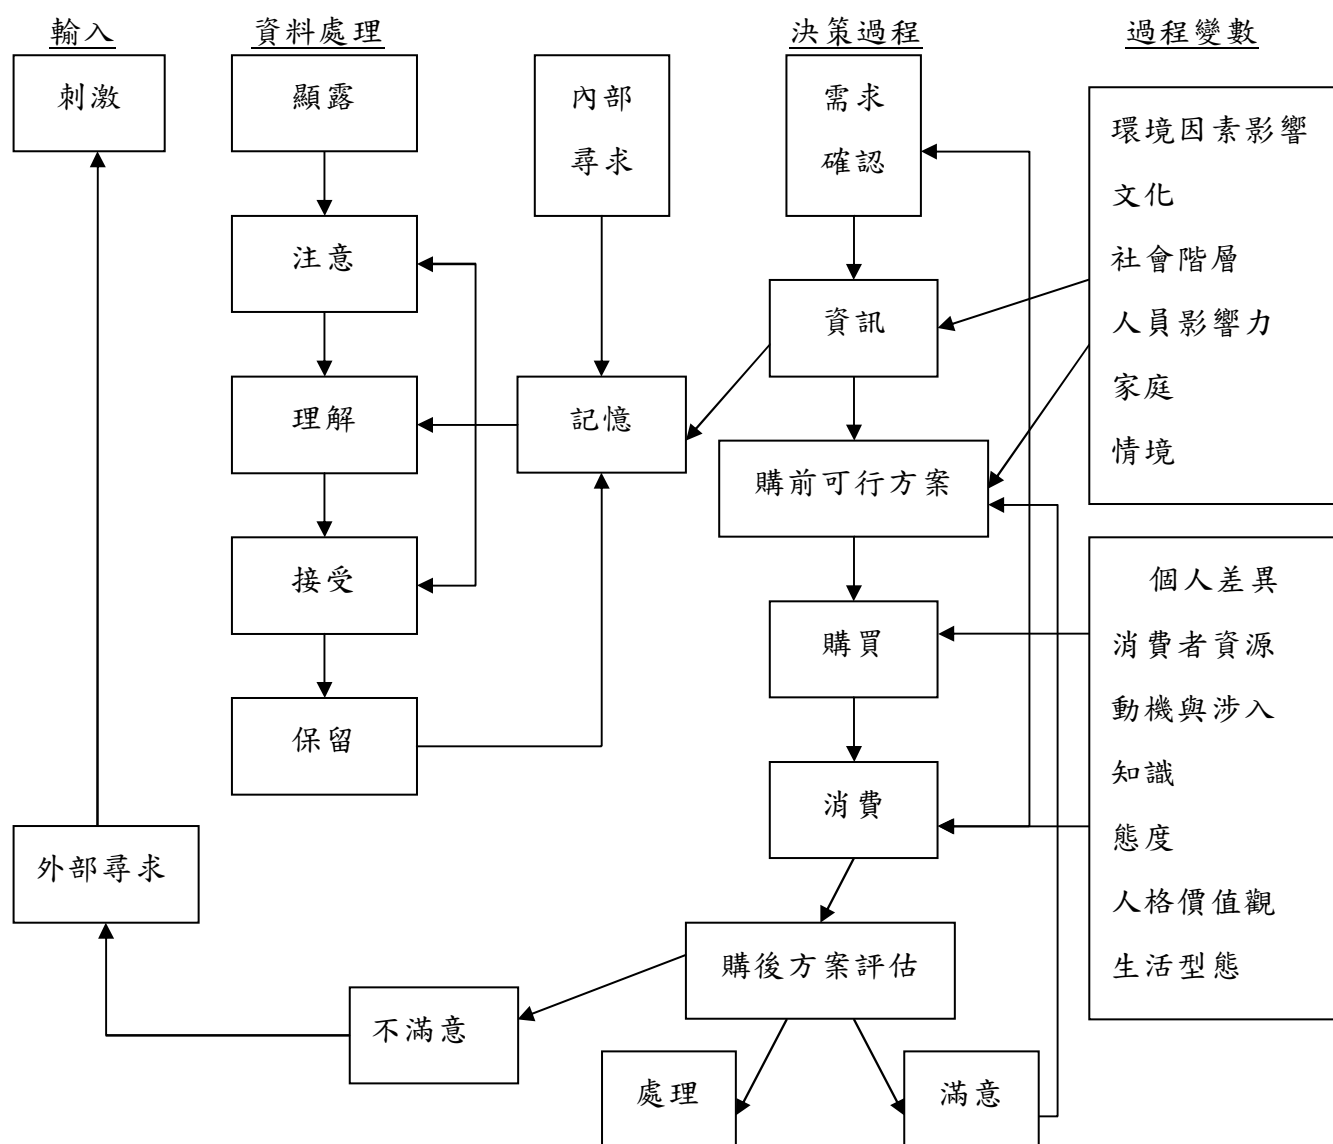 輸入
資料處理
決策過程
過程變數
刺激
顯露
內部
尋求
需求
確認
環境因素影響
文化
社會階層
人員影響力
家庭
情境
注意
資訊
理解
記憶
購前可行方案
接受
個人差異
消費者資源
動機與涉入
知識
態度
人格價值觀
生活型態
購買
保留
消費
外部尋求
購後方案評估
不滿意
處理
滿意